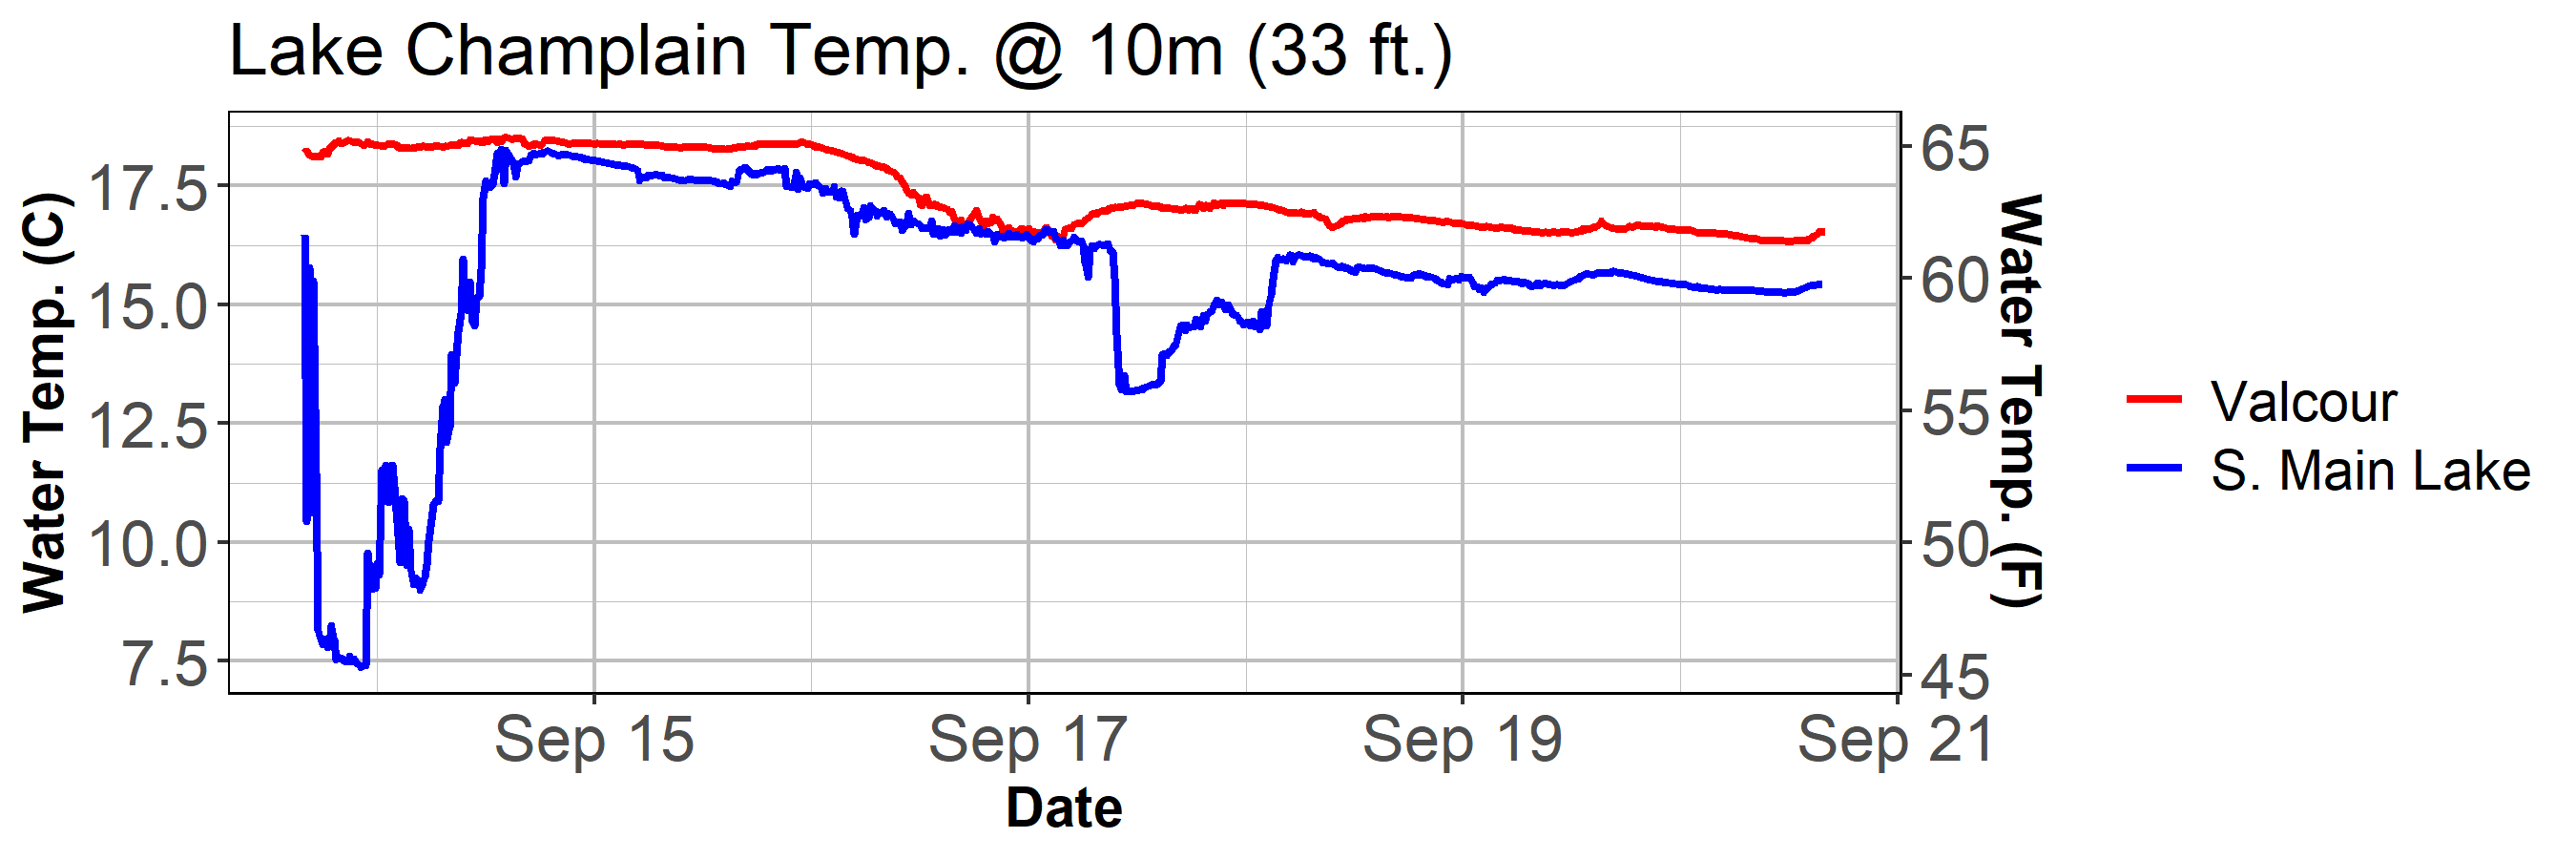 Lake Champlain Temp. @ 10m (33 ft.)
Water Temp. (C)
17.5
15.0
12.5
10.0
7.5
65
60
55
50
45
Water Temp. (F)
Sep 15
Sep 17
Sep 19
Sep 21
Date
Valcour
S. Main Lake